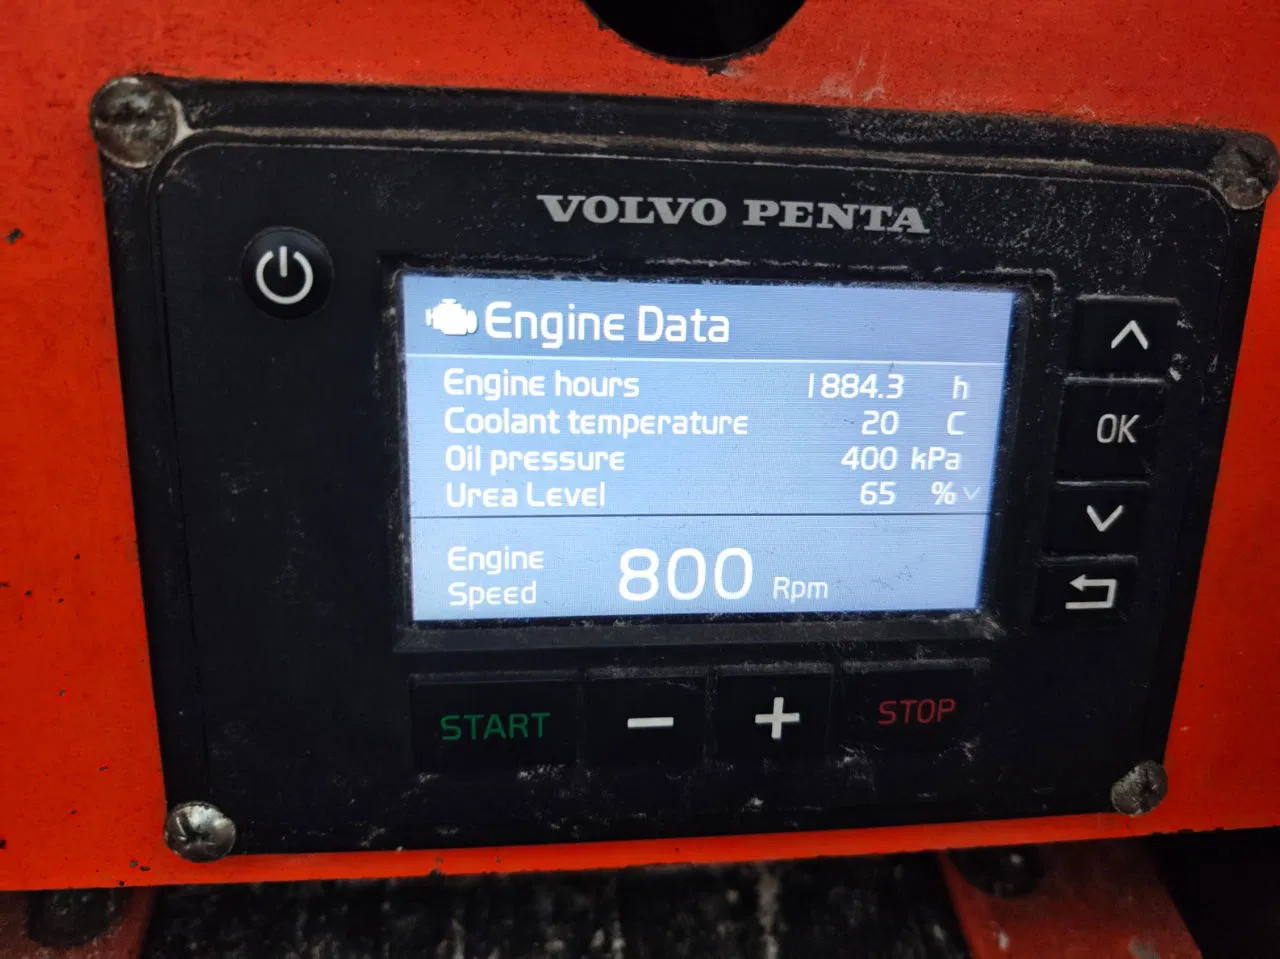 VOLVO PENTA
Engine Data
Engine hours 1884.3 h
Coolant temperature 20 C
Oil pressure 400 kPa
Urea Level 65 %
Engine Speed 800 Rpm
OK
START - + STOP